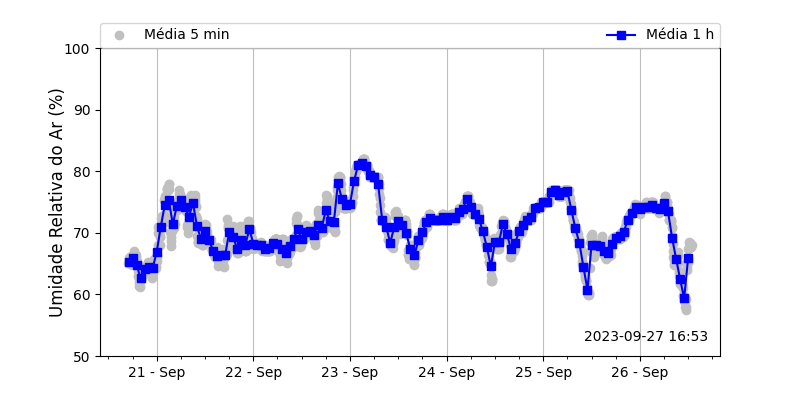 Média 5 min
Média 1 h
Umidade Relativa do Ar (%)
100
90
80
70
60
50
2023-09-27 16:53
21 - Sep
22 - Sep
23 - Sep
24 - Sep
25 - Sep
26 - Sep